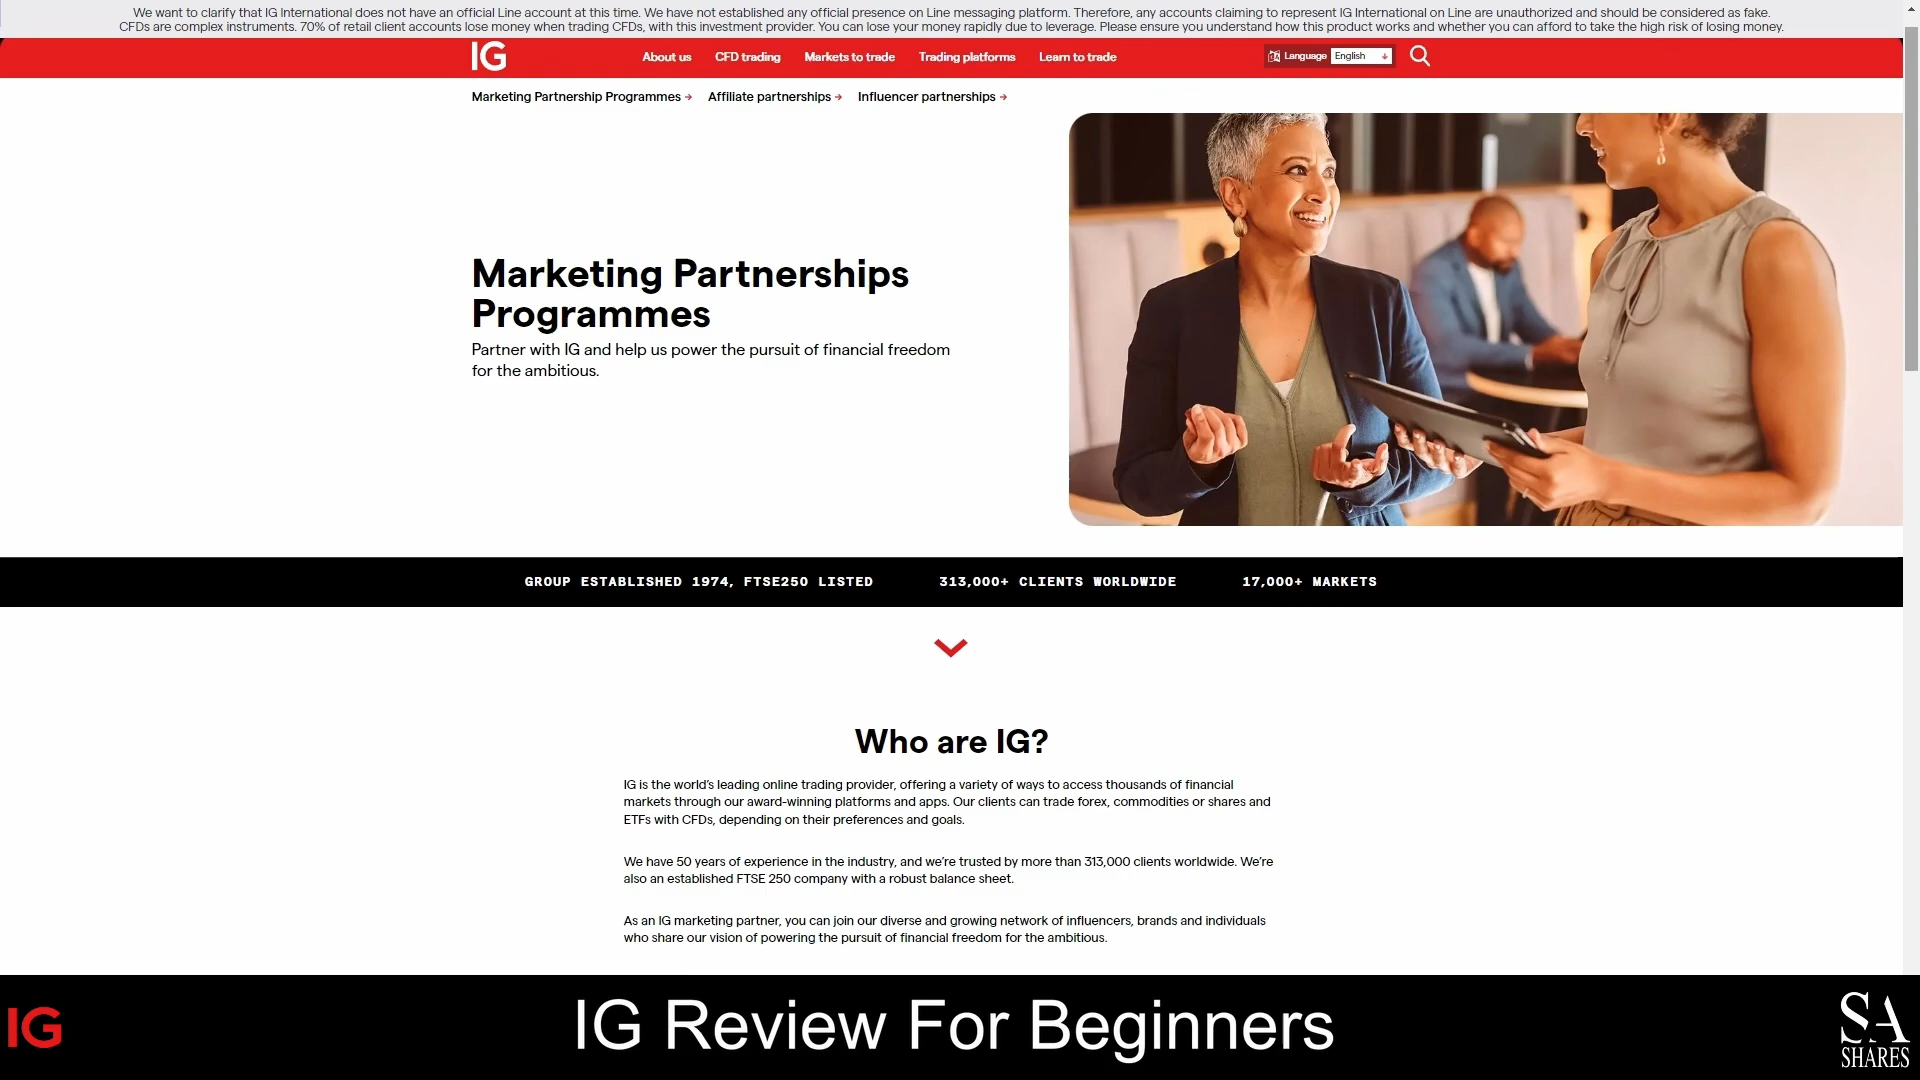 We want to clarify that IG International does not have an official Line account at this time. We have not established any official presence on Line messaging platform. Therefore, any accounts claiming to represent IG International on Line are unauthorized and should be considered as fake.
CFDs are complex instruments. 70% of retail client accounts lose money when trading CFDs, with this investment provider. You can lose your money rapidly due to leverage. Please ensure you understand how this product works and whether you can afford to take the high risk of losing money.
IG About us CFD trading Markets to trade Trading platforms Learn to trade Language English
Marketing Partnership Programmes Affiliate partnerships Influencer partnerships
Marketing Partnerships
Programmes
Partner with IG and help us power the pursuit of financial freedom
for the ambitious.
GROUP ESTABLISHED 1974, FTSE250 LISTED 313,000+ CLIENTS WORLDWIDE 17,000+ MARKETS
Who are IG?
IG is the world's leading online trading provider, offering a variety of ways to access thousands of financial
markets through our award-winning platforms and apps. Our clients can trade forex, commodities or shares and
ETFs with CFDs, depending on their preferences and goals.
We have 50 years of experience in the industry, and we're trusted by more than 313,000 clients worldwide. We're
also an established FTSE 250 company with a robust balance sheet.
As an IG marketing partner, you can join our diverse and growing network of influencers, brands and individuals
who share our vision of powering the pursuit of financial freedom for the ambitious.
IG IG Review For Beginners SA
SHARES